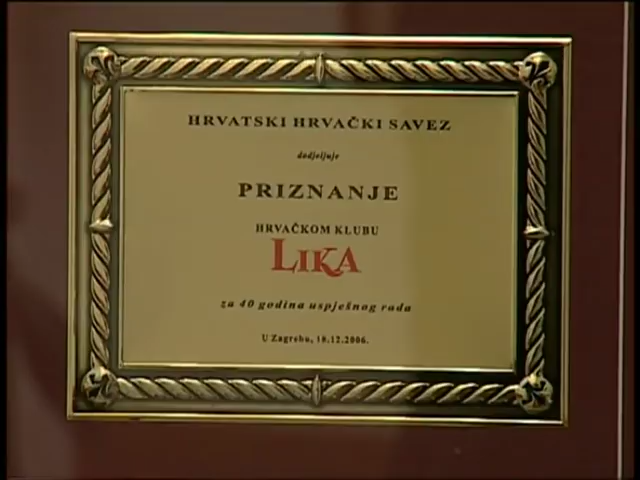 HRVATSKI HRVAČKI SAVEZ
dodjeljuje
PRIZNANJE
HRVAČKOM KLUBU
LIKA
za 40 godina uspješnog rada
U Zagrebu, 18.12.2006.